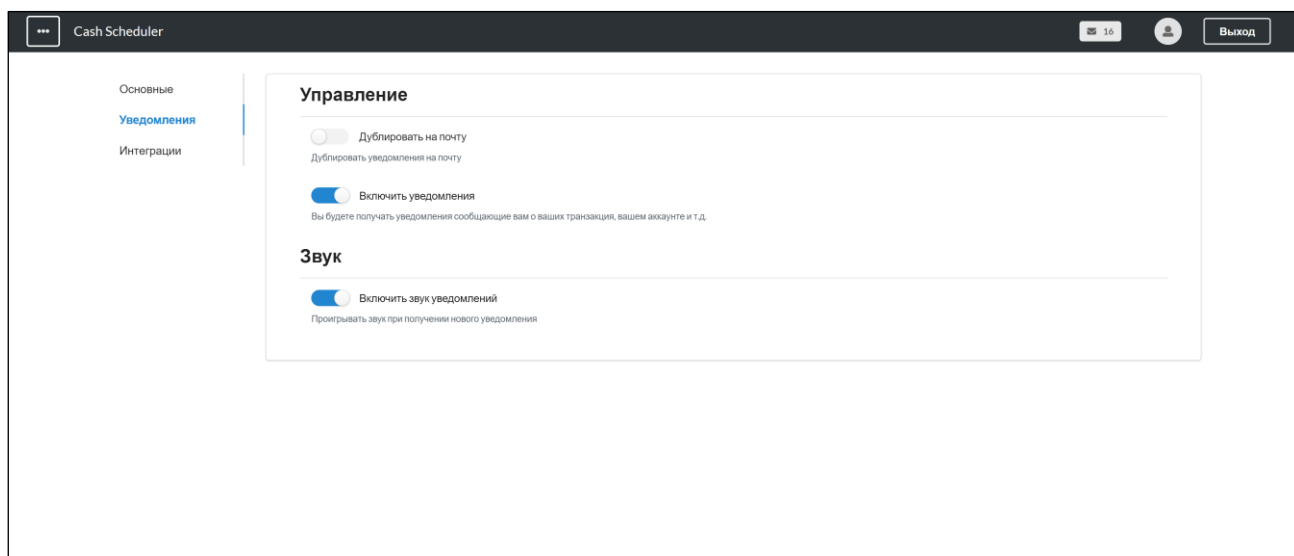 Cash Scheduler
16
Выход
Основные
Уведомления
Интеграции
Управление
Дублировать на почту
Дублировать уведомления на почту
Включить уведомления
Вы будете получать уведомления сообщающие вам о ваших транзакция, вашем аккаунте и т.д.
Звук
Включить звук уведомлений
Проигрывать звук при получении нового уведомления